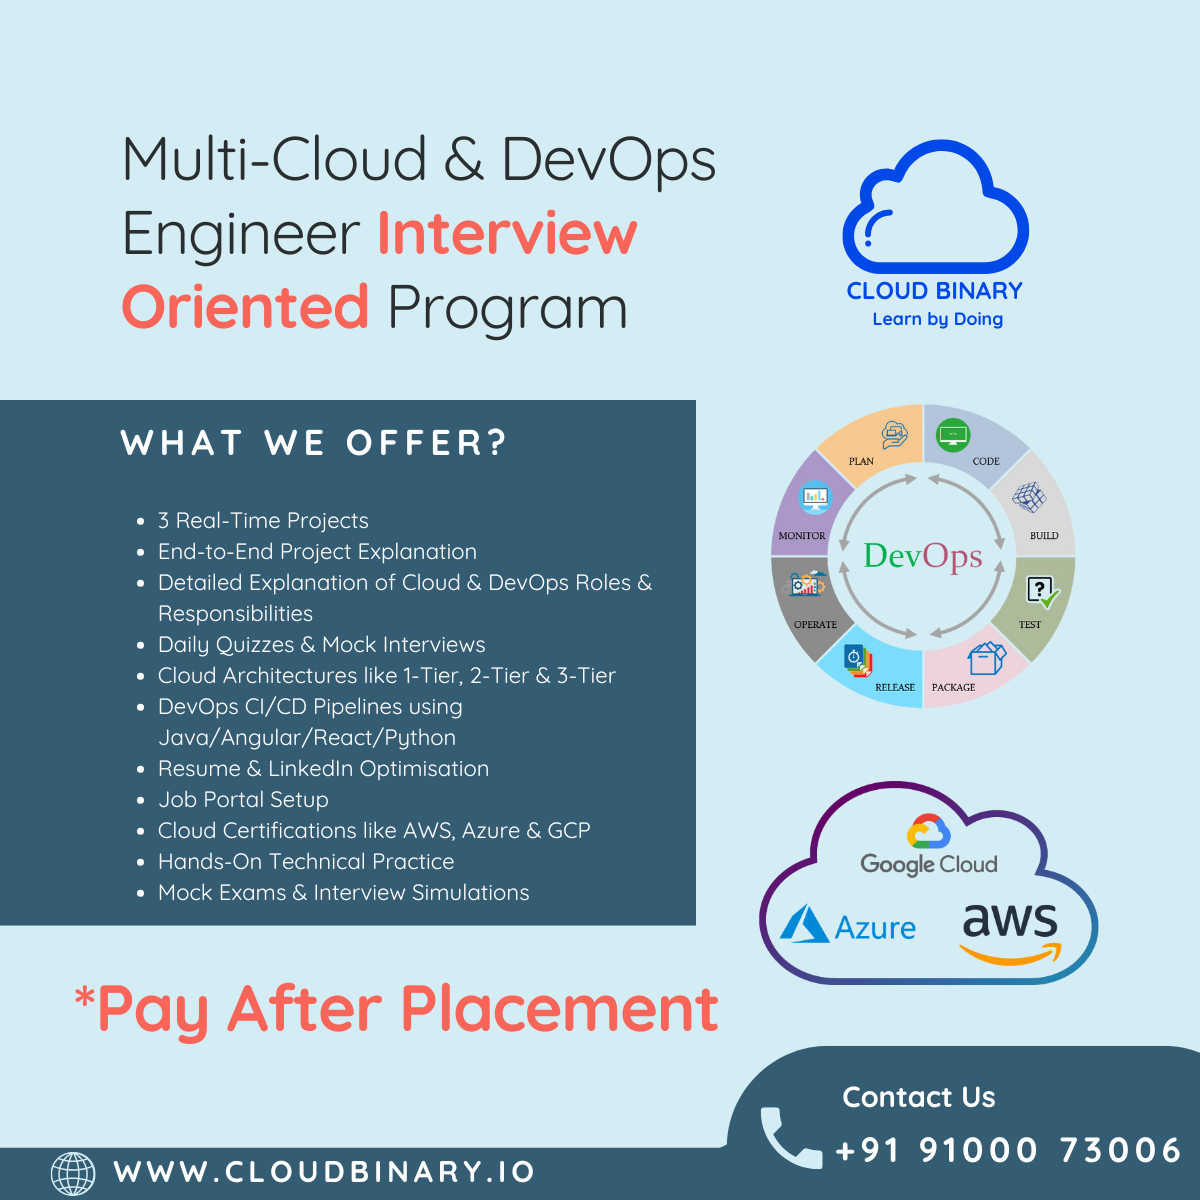 Multi-Cloud & DevOps
Engineer Interview
Oriented Program
CLOUD BINARY
Learn by Doing
WHAT WE OFFER?
• 3 Real-Time Projects
• End-to-End Project Explanation
• Detailed Explanation of Cloud & DevOps Roles &
Responsibilities
• Daily Quizzes & Mock Interviews
• Cloud Architectures like 1-Tier, 2-Tier & 3-Tier
• DevOps CI/CD Pipelines using
Java/Angular/React/Python
• Resume & LinkedIn Optimisation
• Job Portal Setup
• Cloud Certifications like AWS, Azure & GCP
• Hands-On Technical Practice
• Mock Exams & Interview Simulations
PLAN
CODE
MONITOR
BUILD
DevOps
OPERATE
TEST
RELEASE
PACKAGE
Google Cloud
Azure
aws
*Pay After Placement
Contact Us
+91 91000 73006
WWW.CLOUDBINARY.IO